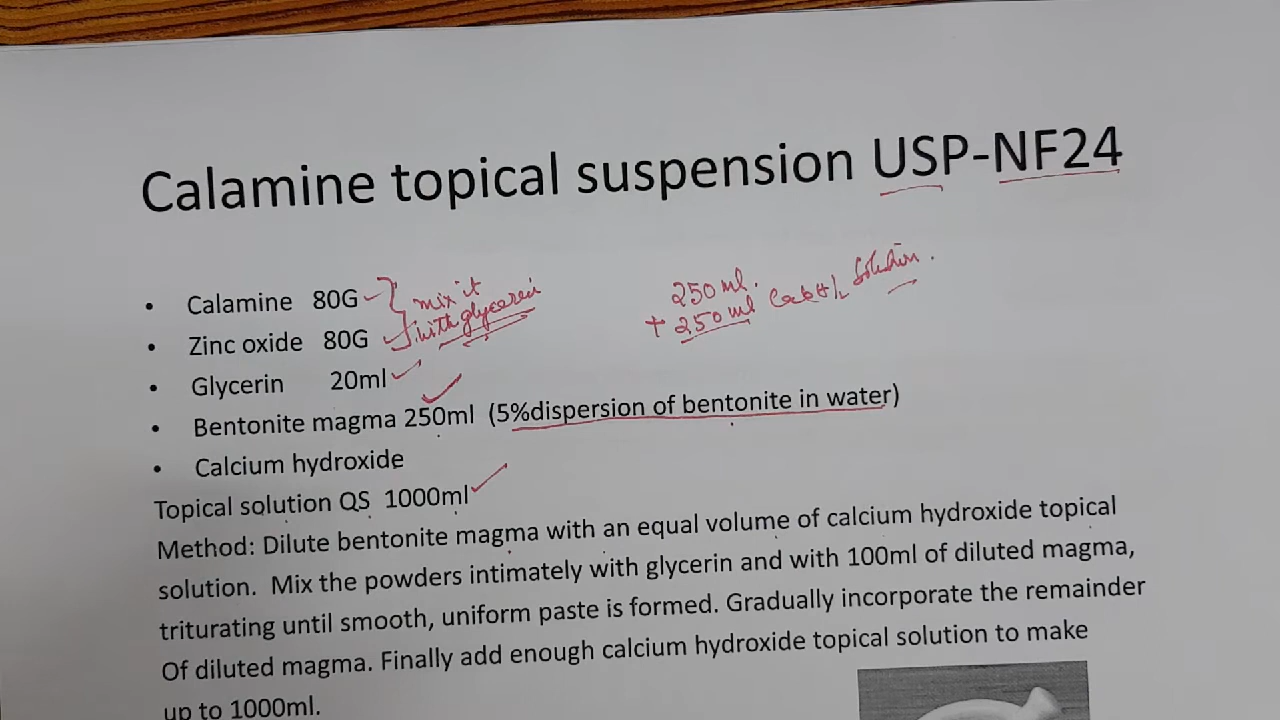 Calamine topical suspension USP-NF24
• Calamine 80G
mix it
with glycerin
250 ml.
+ 250 ml Ca(OH)2 Solution.
• Zinc oxide 80G
• Glycerin 20ml
• Bentonite magma 250ml (5%dispersion of bentonite in water)
• Calcium hydroxide
Topical solution QS 1000ml
Method: Dilute bentonite magma with an equal volume of calcium hydroxide topical
solution. Mix the powders intimately with glycerin and with 100ml of diluted magma,
triturating until smooth, uniform paste is formed. Gradually incorporate the remainder
Of diluted magma. Finally add enough calcium hydroxide topical solution to make
up to 1000ml.